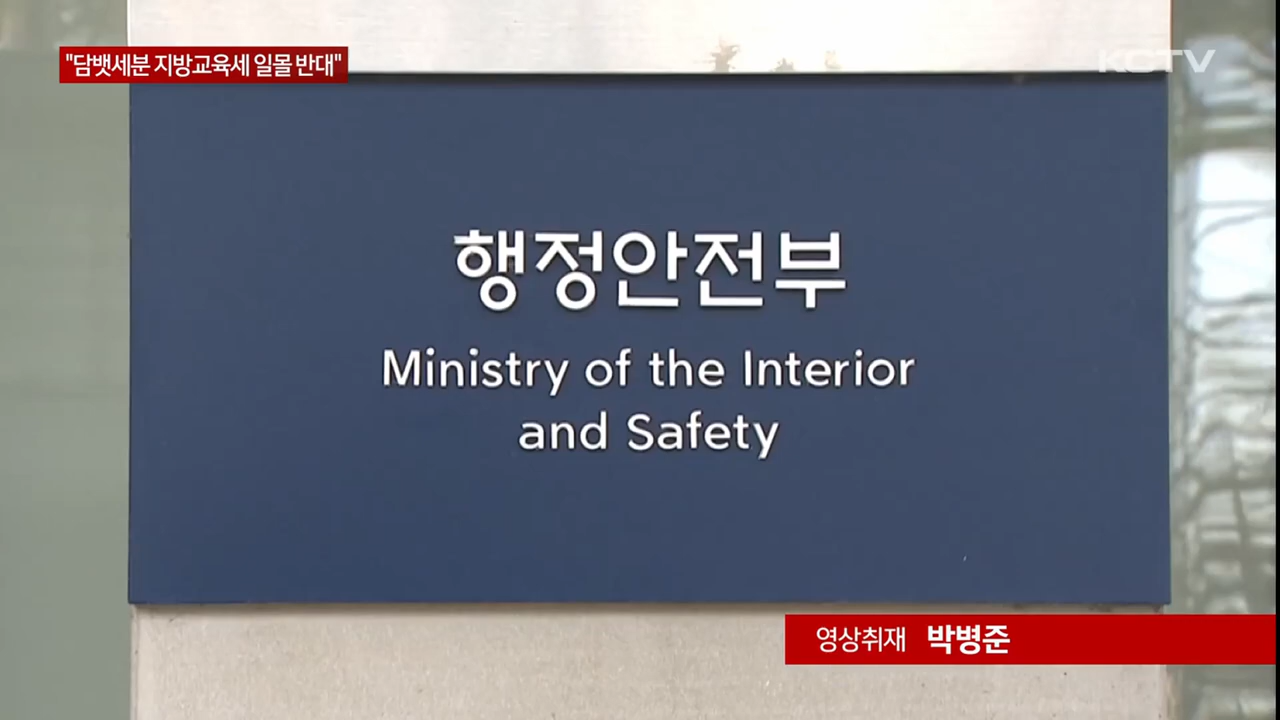 "담뱃세분 지방교육세 일몰 반대"
KCTV
행정안전부
Ministry of the Interior
and Safety
영상취재 박병준